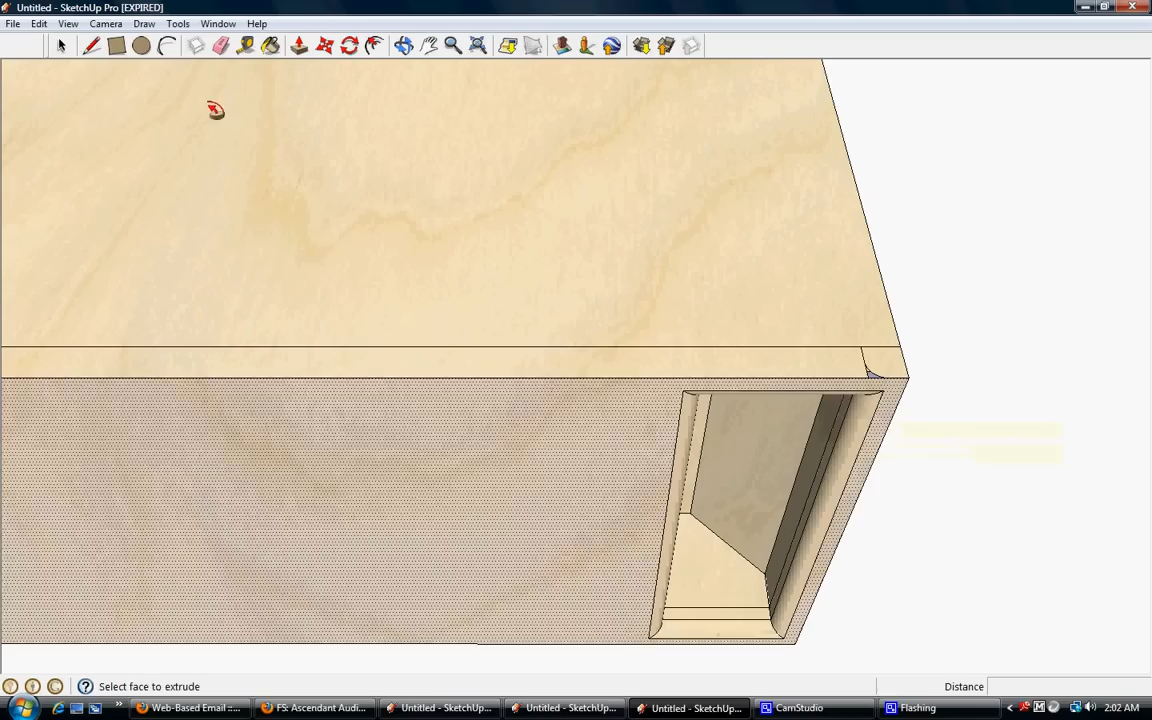 Untitled - SketchUp Pro [EXPIRED]
File Edit View Camera Draw Tools Window Help
Select face to extrude
Distance
Web-Based Email ::...
FS: Ascendant Audi...
Untitled - SketchUp...
Untitled - SketchUp...
Untitled - SketchUp...
CamStudio
Flashing
2:02 AM